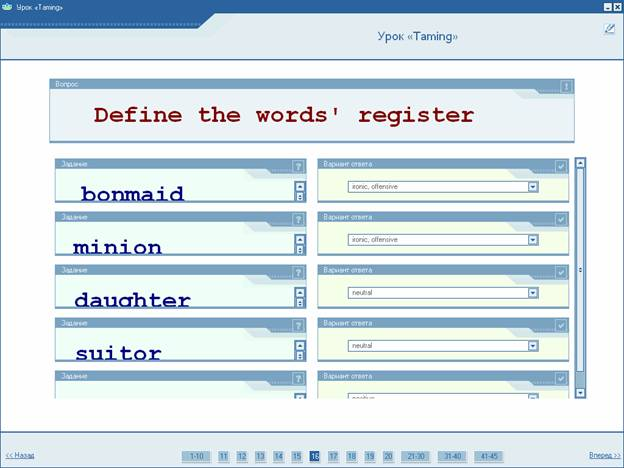 Урок «Taming»
Урок «Taming»
Вопрос
Define the words' register
Задание
Вариант ответа
bonmaid
ironic, offensive
Задание
Вариант ответа
minion
ironic, offensive
Задание
Вариант ответа
daughter
neutral
Задание
Вариант ответа
suitor
neutral
Задание
Вариант ответа
<< Назад
1-10 11 12 13 14 15 16 17 18 19 20 21-30 31-40 41-45
Вперед >>